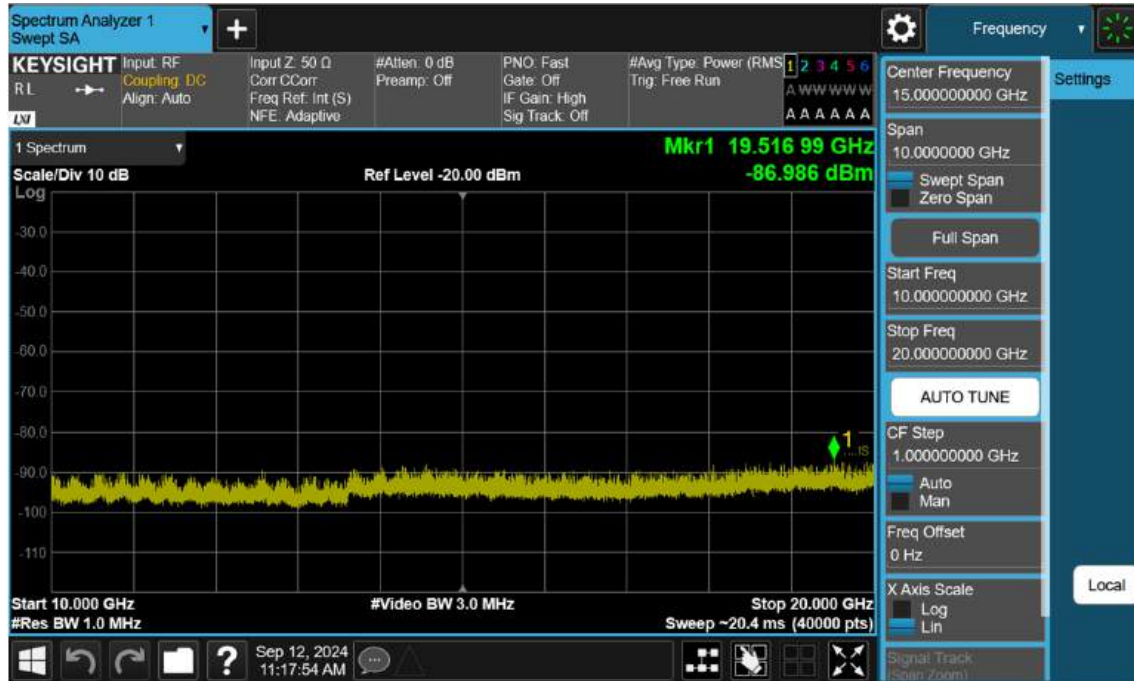 Spectrum Analyzer 1
Swept SA
Frequency
KEYSIGHT
RL
LXI
Input: RF
Coupling: DC
Align: Auto
Input Z: 50 Ω
Corr CCorr
Freq Ref: Int (S)
NFE: Adaptive
#Atten: 0 dB
Preamp: Off
PNO: Fast
Gate: Off
IF Gain: High
Sig Track: Off
#Avg Type: Power (RMS
Trig: Free Run
1 2 3 4 5 6
A W W W W W
A A A A A A
1 Spectrum
Mkr1 19.516 99 GHz
Scale/Div 10 dB
Ref Level -20.00 dBm
-86.986 dBm
Log
-30.0
-40.0
-50.0
-60.0
-70.0
-80.0
-90.0
-100
-110
1
Start 10.000 GHz
#Video BW 3.0 MHz
Stop 20.000 GHz
#Res BW 1.0 MHz
Sweep ~20.4 ms (40000 pts)
?
Sep 12, 2024
11:17:54 AM
Center Frequency
15.000000000 GHz
Settings
Span
10.0000000 GHz
Swept Span
Zero Span
Full Span
Start Freq
10.000000000 GHz
Stop Freq
20.000000000 GHz
AUTO TUNE
CF Step
1.000000000 GHz
Auto
Man
Freq Offset
0 Hz
X Axis Scale
Log
Lin
Local
Signal Track
(Span Zoom)